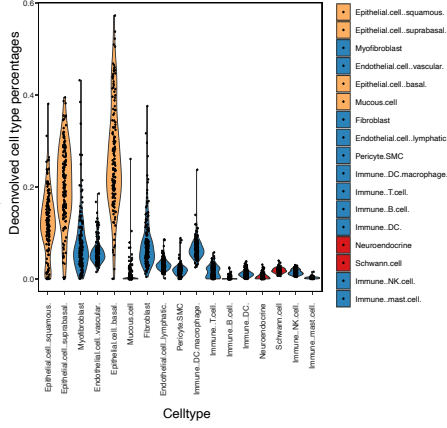 Deconvolved cell type percentages
0.6
0.4
0.2
0.0
Epithelial.cell..squamous.
Epithelial.cell..suprabasal.
Myofibroblast
Endothelial.cell..vascular.
Epithelial.cell..basal.
Mucous.cell
Fibroblast
Endothelial.cell..lymphatic.
Pericyte.SMC
Immune..DC.macrophage.
Immune..T.cell.
Immune..B.cell.
Immune..DC.
Neuroendocrine
Schwann.cell
Immune..NK.cell.
Immune..mast.cell.
Celltype
Epithelial.cell..squamous.
Epithelial.cell..suprabasal.
Myofibroblast
Endothelial.cell..vascular.
Epithelial.cell..basal.
Mucous.cell
Fibroblast
Endothelial.cell..lymphatic.
Pericyte.SMC
Immune..DC.macrophage.
Immune..T.cell.
Immune..B.cell.
Immune..DC.
Neuroendocrine
Schwann.cell
Immune..NK.cell.
Immune..mast.cell.